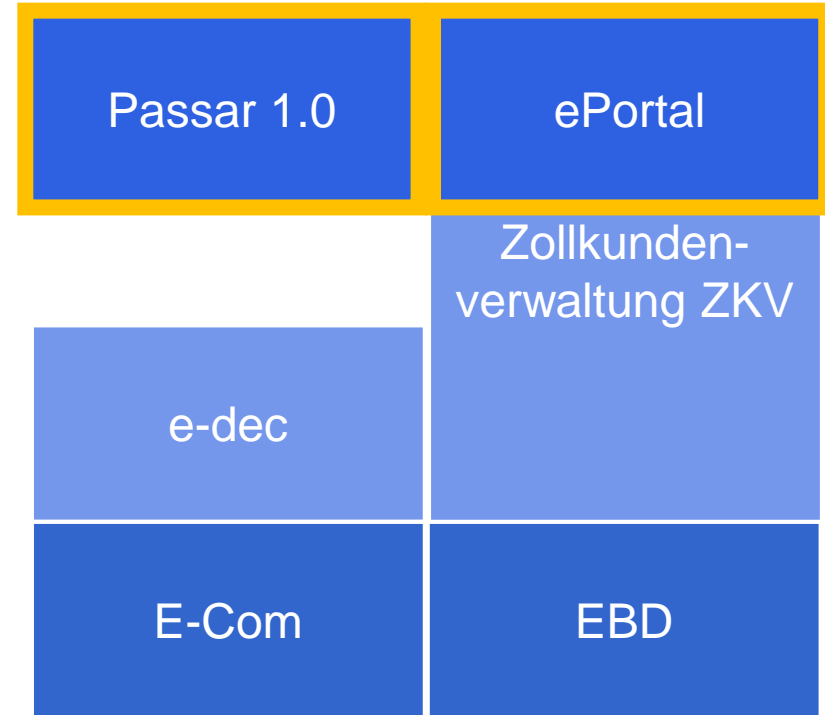 Passar 1.0
ePortal
Zollkunden-
verwaltung ZKV
e-dec
E-Com
EBD